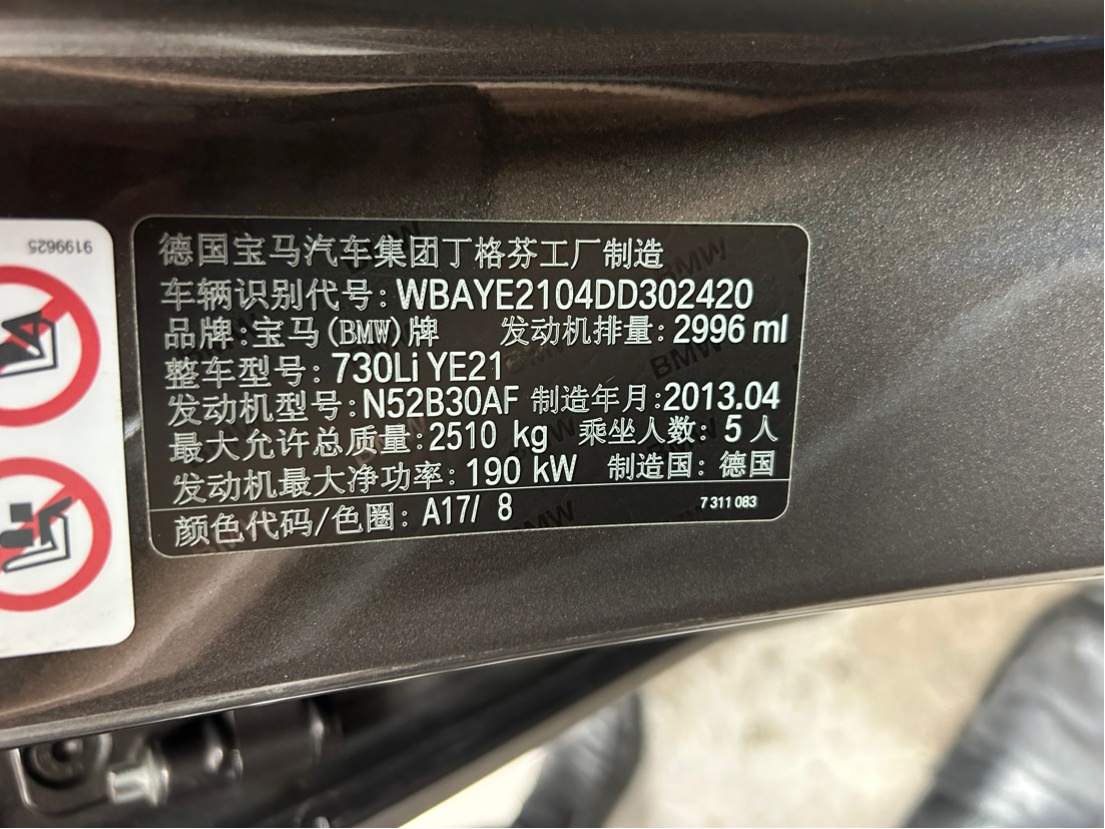 9199625
德国宝马汽车集团丁格芬工厂制造
车辆识别代号:WBAYE2104DD302420
品牌:宝马(BMW)牌 发动机排量:2996 ml
整车型号:730Li YE21
发动机型号:N52B30AF 制造年月:2013.04
最大允许总质量:2510 kg 乘坐人数:5人
发动机最大净功率:190 kW 制造国:德国
颜色代码/色圈:A17/ 8 7 311 083